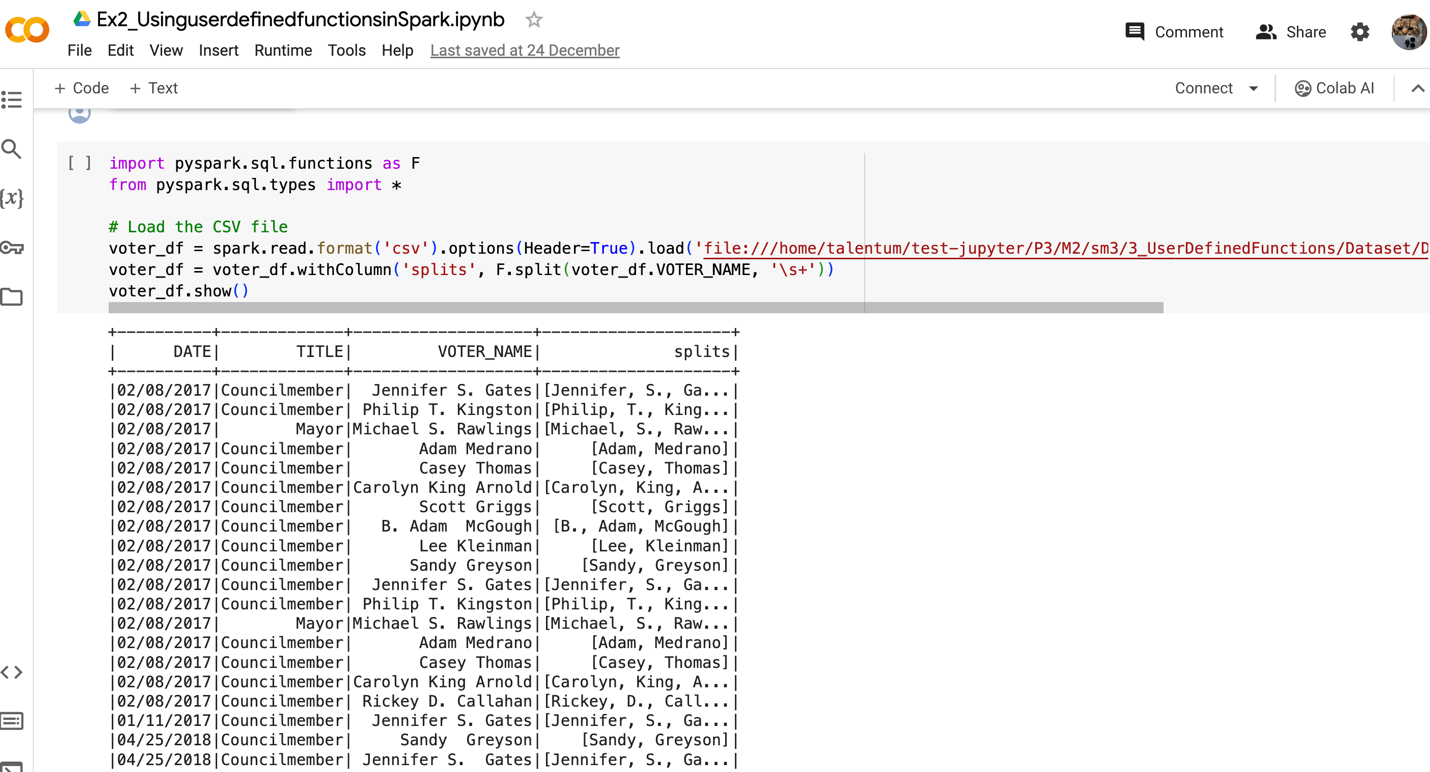 Ex2_UsinguserdefinedfunctionsinSpark.ipynb
Comment Share
File Edit View Insert Runtime Tools Help Last saved at 24 December
+ Code + Text Connect Colab AI
{x}
[ ] import pyspark.sql.functions as F
from pyspark.sql.types import *
# Load the CSV file
voter_df = spark.read.format('csv').options(Header=True).load('file:///home/talentum/test-jupyter/P3/M2/sm3/3_UserDefinedFunctions/Dataset/D
voter_df = voter_df.withColumn('splits', F.split(voter_df.VOTER_NAME, '\s+'))
voter_df.show()
+----------+-------------+-------------------+--------------------+
|      DATE|        TITLE|         VOTER_NAME|              splits|
+----------+-------------+-------------------+--------------------+
|02/08/2017|Councilmember|  Jennifer S. Gates|[Jennifer, S., Ga...|
|02/08/2017|Councilmember| Philip T. Kingston|[Philip, T., King...|
|02/08/2017|        Mayor|Michael S. Rawlings|[Michael, S., Raw...|
|02/08/2017|Councilmember|       Adam Medrano|     [Adam, Medrano]|
|02/08/2017|Councilmember|       Casey Thomas|     [Casey, Thomas]|
|02/08/2017|Councilmember|Carolyn King Arnold|[Carolyn, King, A...|
|02/08/2017|Councilmember|       Scott Griggs|     [Scott, Griggs]|
|02/08/2017|Councilmember|   B. Adam  McGough| [B., Adam, McGough]|
|02/08/2017|Councilmember|       Lee Kleinman|     [Lee, Kleinman]|
|02/08/2017|Councilmember|      Sandy Greyson|    [Sandy, Greyson]|
|02/08/2017|Councilmember|  Jennifer S. Gates|[Jennifer, S., Ga...|
|02/08/2017|Councilmember| Philip T. Kingston|[Philip, T., King...|
|02/08/2017|        Mayor|Michael S. Rawlings|[Michael, S., Raw...|
|02/08/2017|Councilmember|       Adam Medrano|     [Adam, Medrano]|
|02/08/2017|Councilmember|       Casey Thomas|     [Casey, Thomas]|
|02/08/2017|Councilmember|Carolyn King Arnold|[Carolyn, King, A...|
|02/08/2017|Councilmember| Rickey D. Callahan|[Rickey, D., Call...|
|01/11/2017|Councilmember|  Jennifer S. Gates|[Jennifer, S., Ga...|
|04/25/2018|Councilmember|     Sandy  Greyson|    [Sandy, Greyson]|
|04/25/2018|Councilmember| Jennifer S.  Gates|[Jennifer, S., Ga...|